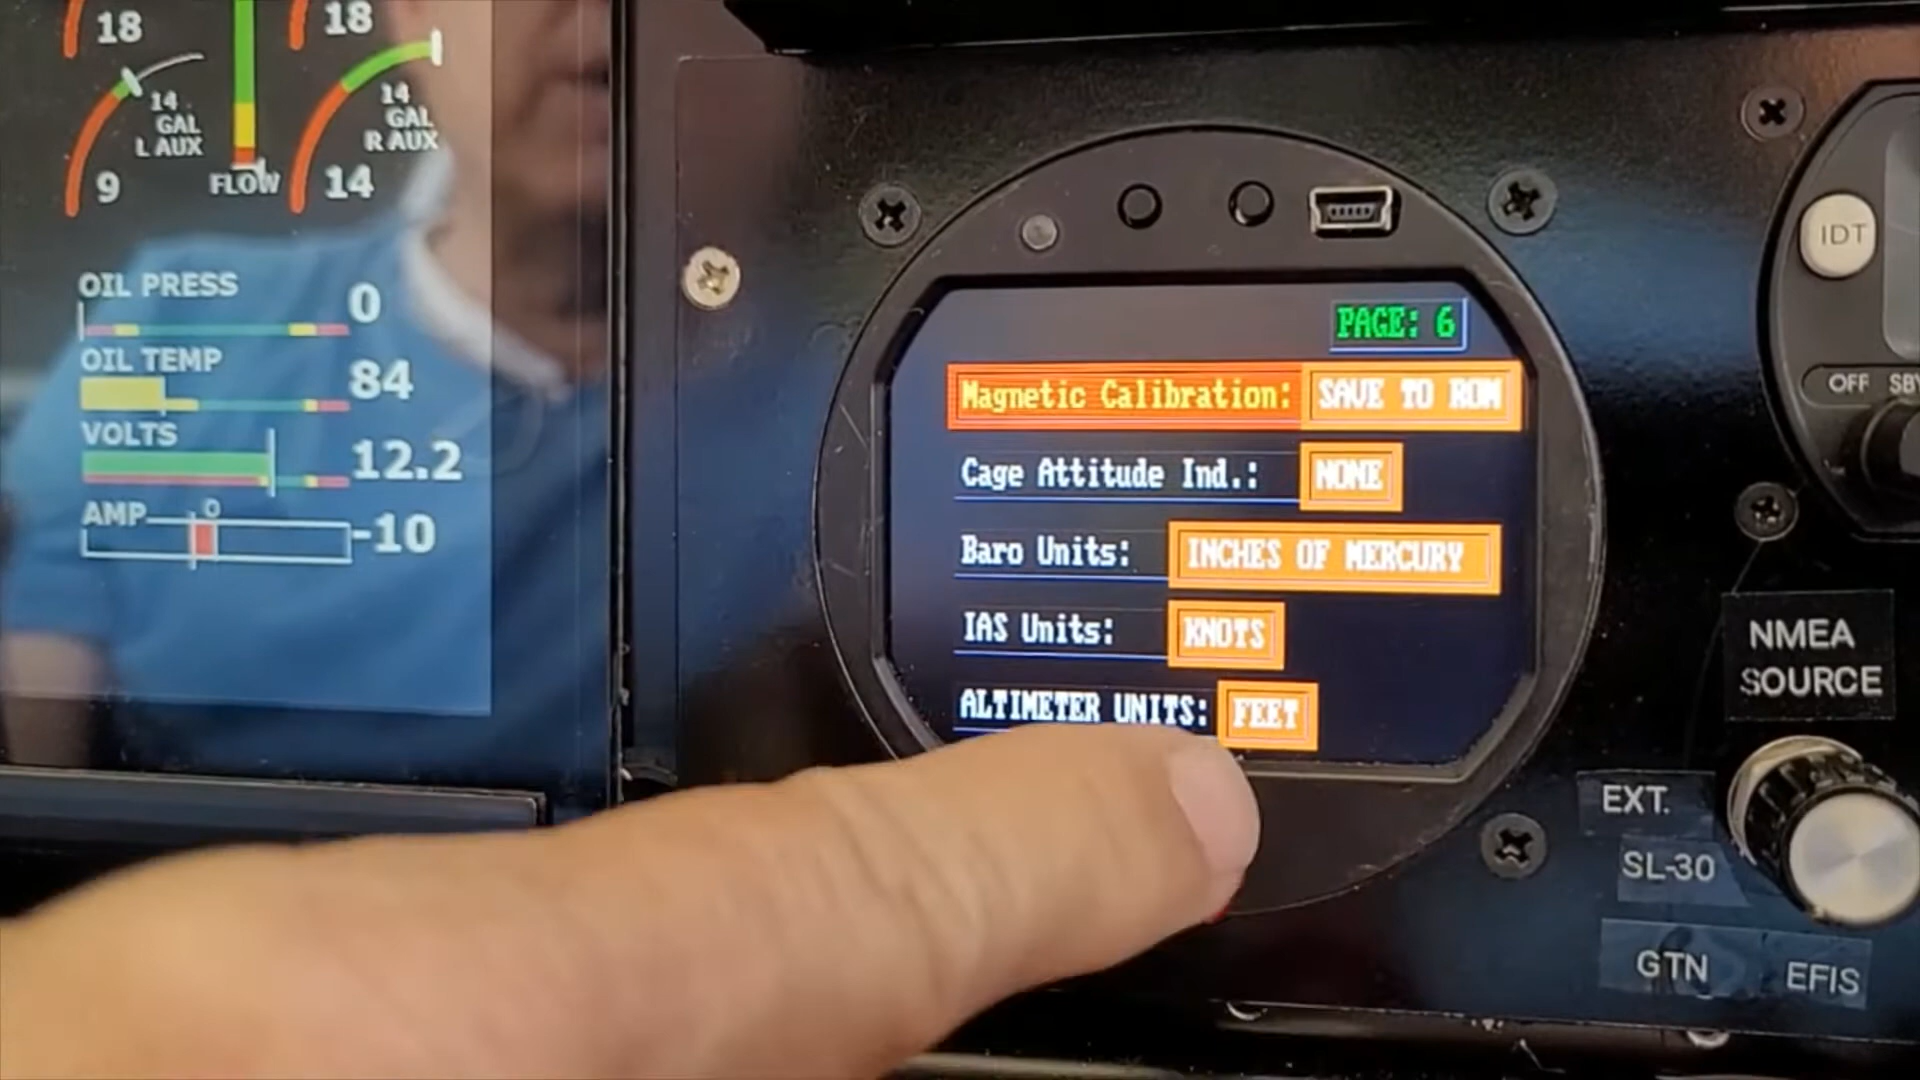 18
18
14
GAL
L AUX
14
GAL
R AUX
9
FLOW
14
OIL PRESS
0
OIL TEMP
84
VOLTS
12.2
AMP
0
-10
PAGE: 6
Magnetic Calibration: SAVE TO ROM
Cage Attitude Ind.: NONE
Baro Units: INCHES OF MERCURY
IAS Units: KNOTS
ALTIMETER UNITS: FEET
IDT
OFF
NMEA
SOURCE
EXT.
SL-30
GTN
EFIS